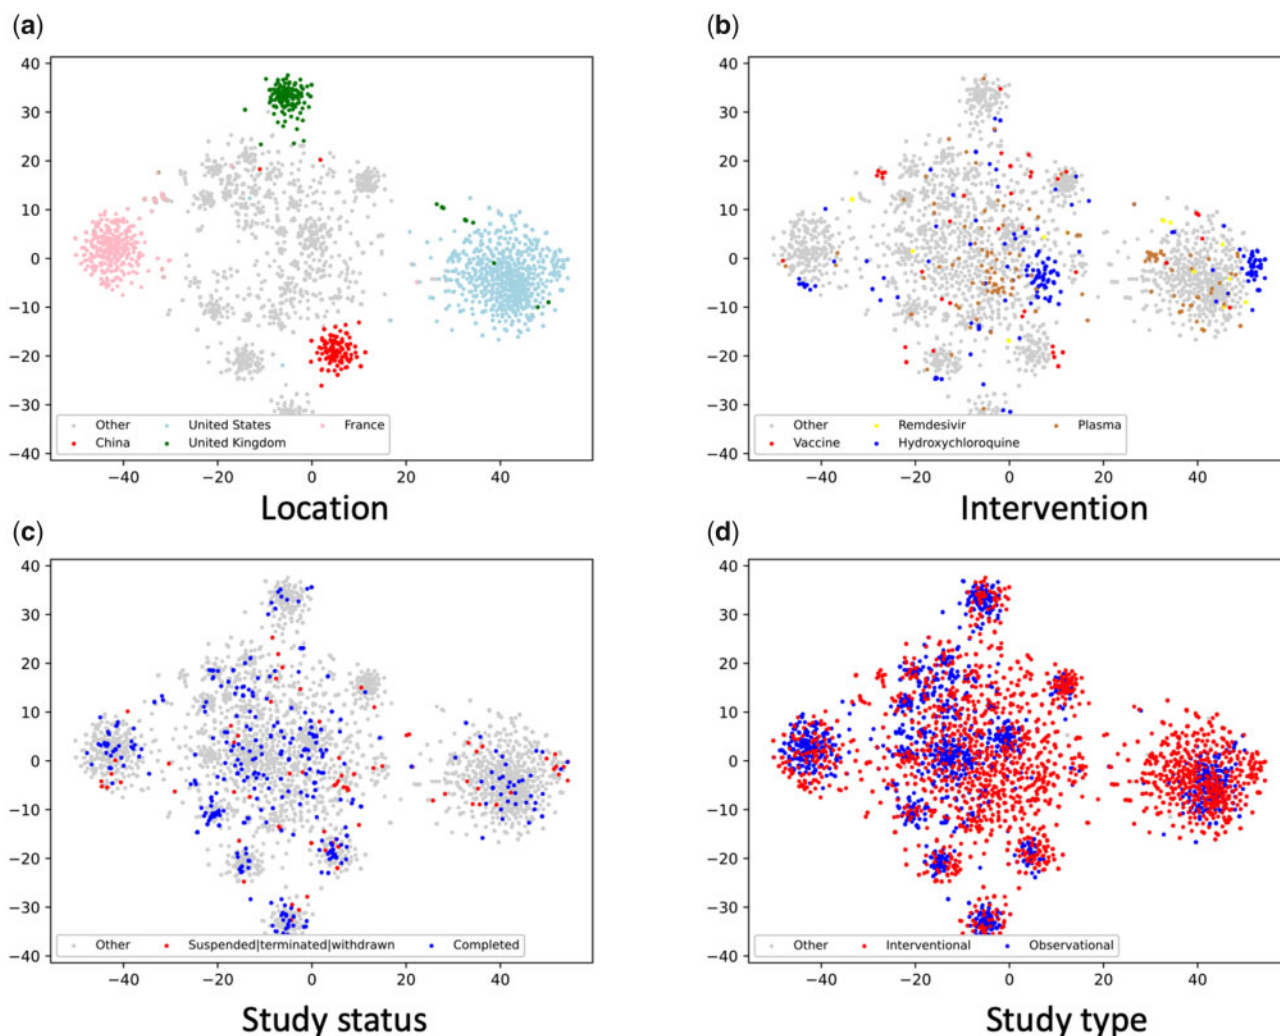 (a)
40
30
20
10
0
−10
−20
−30
−40
Other United States France
China United Kingdom
−40 −20 0 20 40
Location
(b)
40
30
20
10
0
−10
−20
−30
−40
Other Remdesivir Plasma
Vaccine Hydroxychloroquine
−40 −20 0 20 40
Intervention
(c)
40
30
20
10
0
−10
−20
−30
−40
Other Suspended|terminated|withdrawn Completed
−40 −20 0 20 40
Study status
(d)
40
30
20
10
0
−10
−20
−30
−40
Other Interventional Observational
−40 −20 0 20 40
Study type